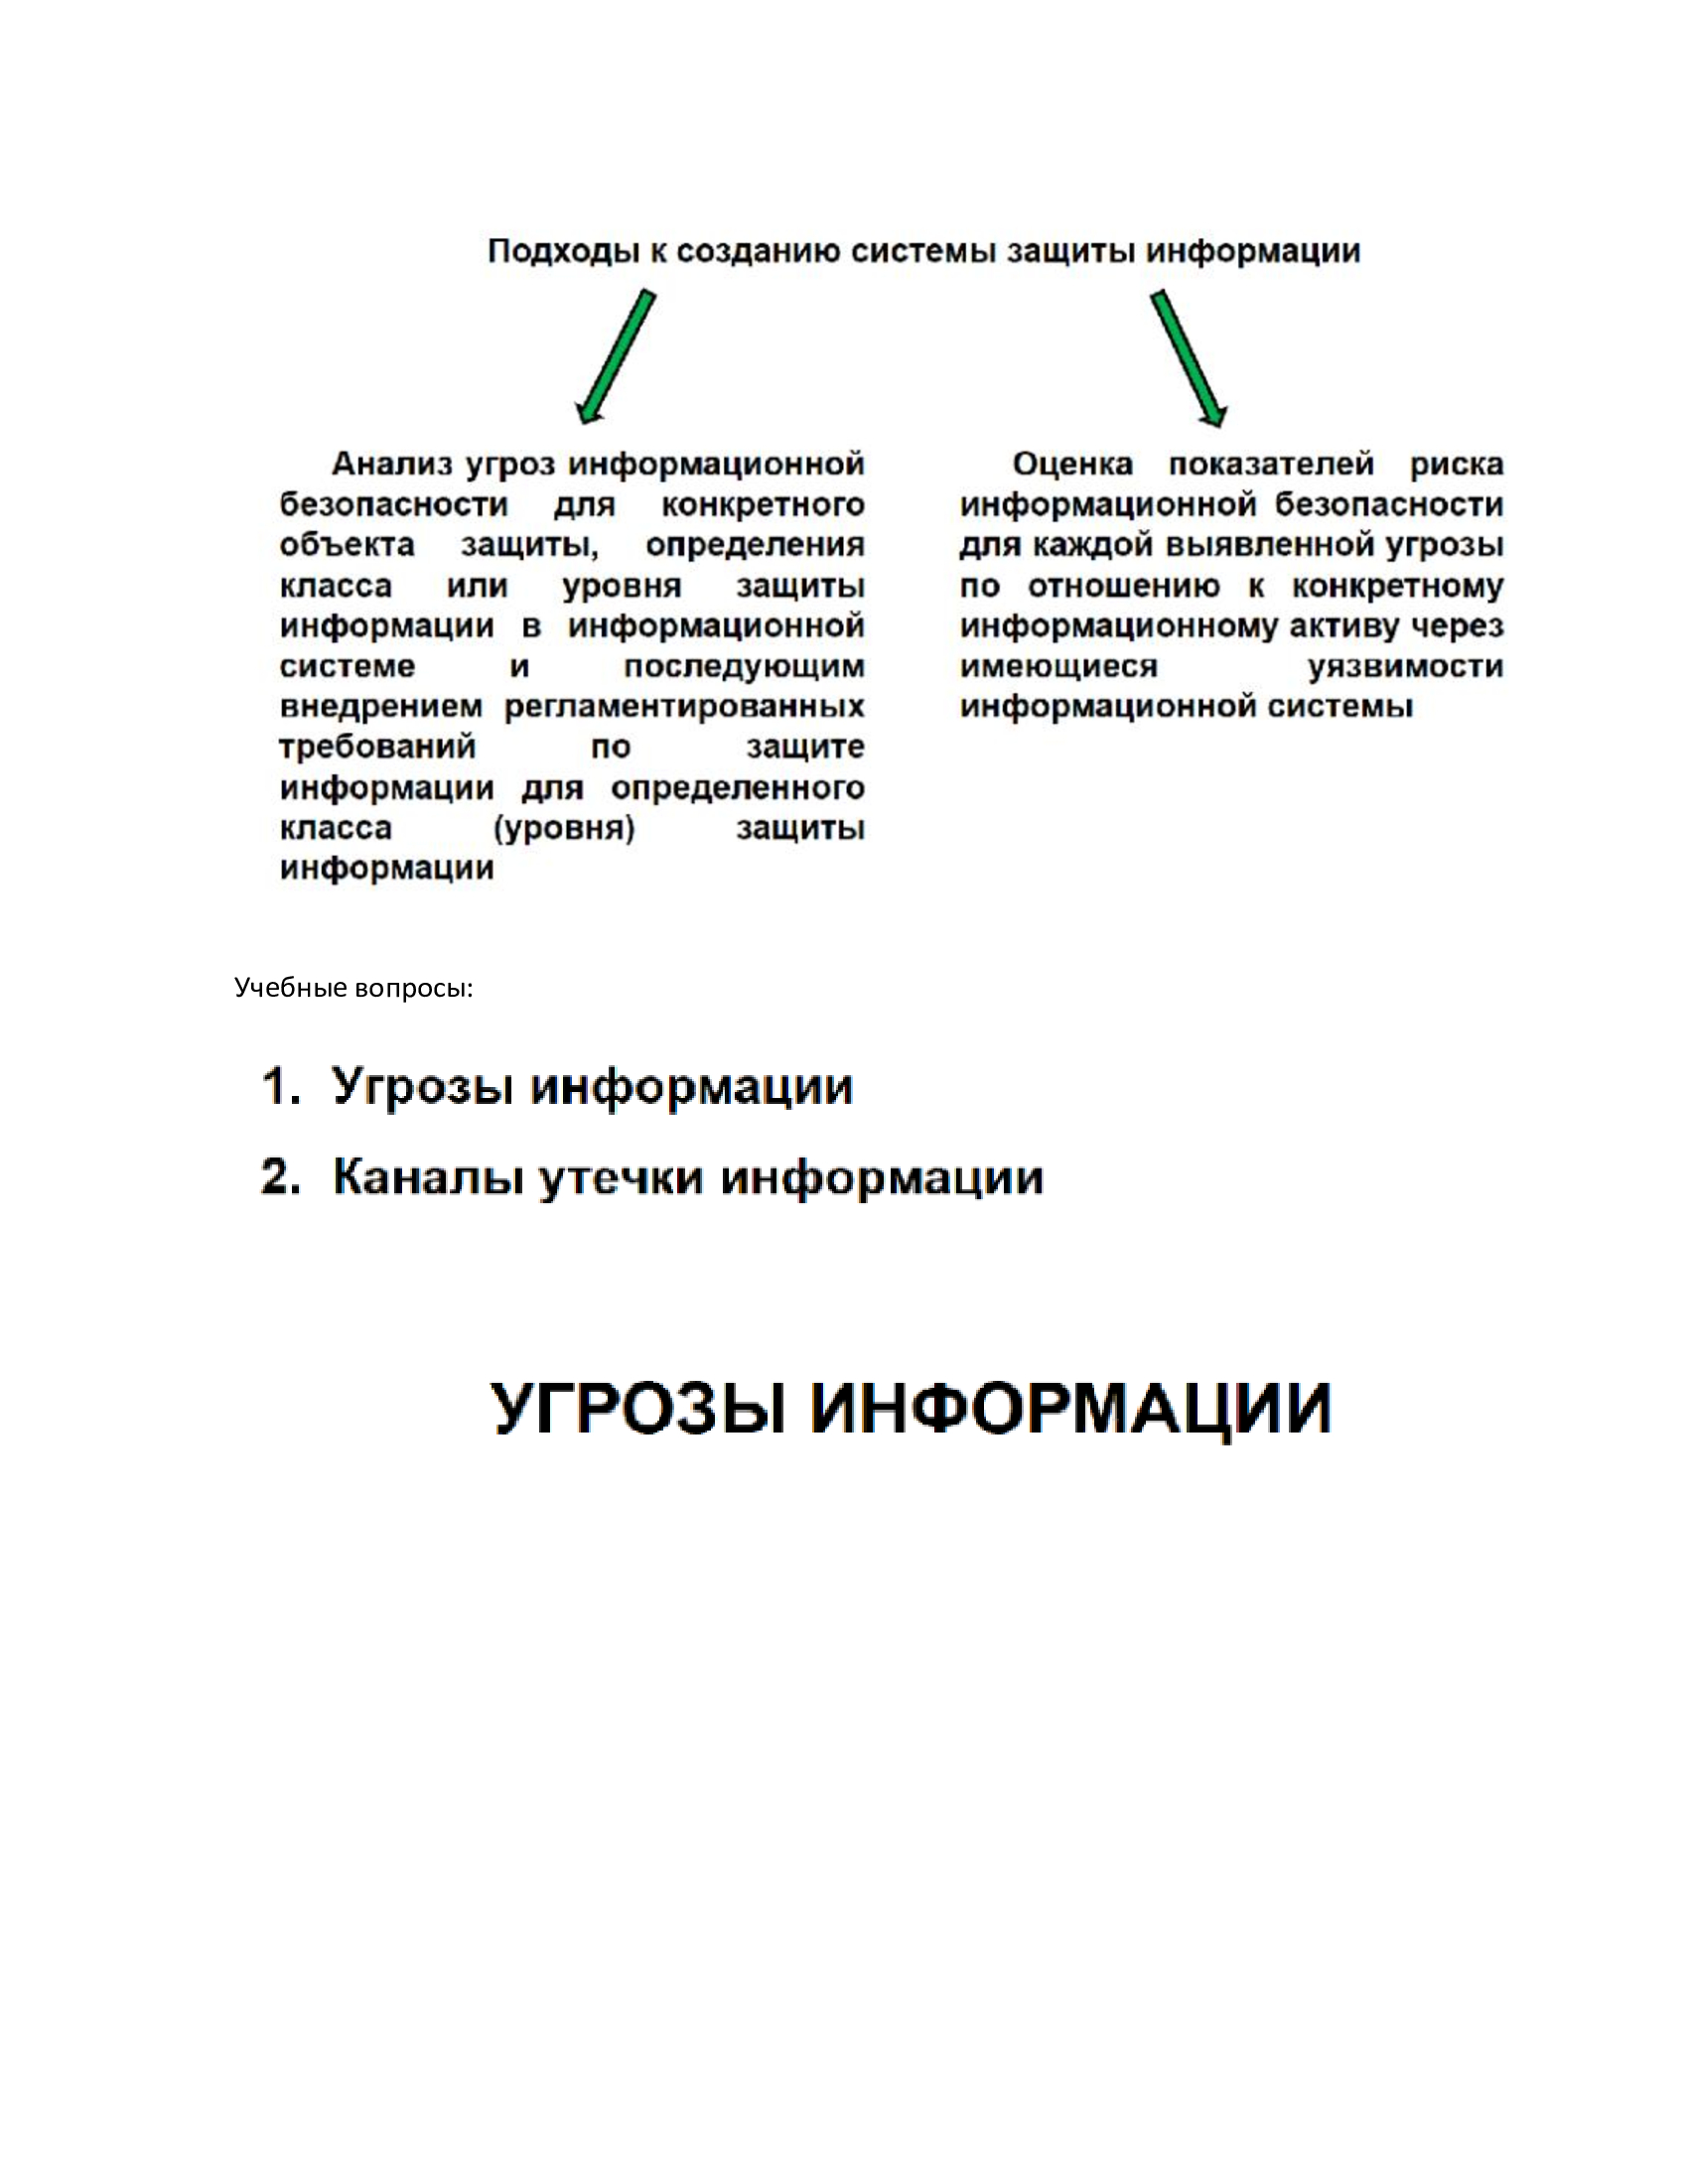 Подходы к созданию системы защиты информации
Анализ угроз информационной
безопасности для конкретного
объекта защиты, определения
класса или уровня защиты
информации в информационной
системе и последующим
внедрением регламентированных
требований по защите
информации для определенного
класса (уровня) защиты
информации
Оценка показателей риска
информационной безопасности
для каждой выявленной угрозы
по отношению к конкретному
информационному активу через
имеющиеся уязвимости
информационной системы
Учебные вопросы:
1. Угрозы информации
2. Каналы утечки информации
УГРОЗЫ ИНФОРМАЦИИ